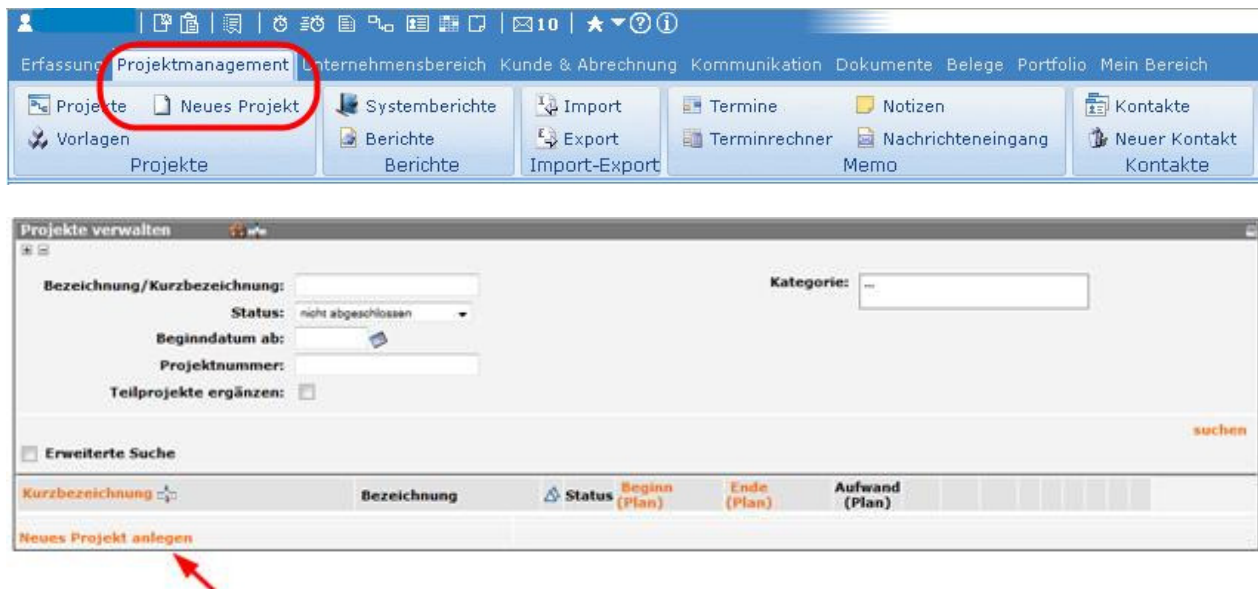 10
Erfassung Projektmanagement Unternehmensbereich Kunde & Abrechnung Kommunikation Dokumente Belege Portfolio Mein Bereich
Projekte Neues Projekt Systemberichte Import Termine Notizen Kontakte
Vorlagen Berichte Export Terminrechner Nachrichteneingang Neuer Kontakt
Projekte Berichte Import-Export Memo Kontakte
Projekte verwalten
Bezeichnung/Kurzbezeichnung: Kategorie: ...
Status: nicht abgeschlossen
Beginndatum ab:
Projektnummer:
Teilprojekte ergänzen:
suchen
Erweiterte Suche
Kurzbezeichnung Bezeichnung Status Beginn (Plan) Ende (Plan) Aufwand (Plan)
Neues Projekt anlegen